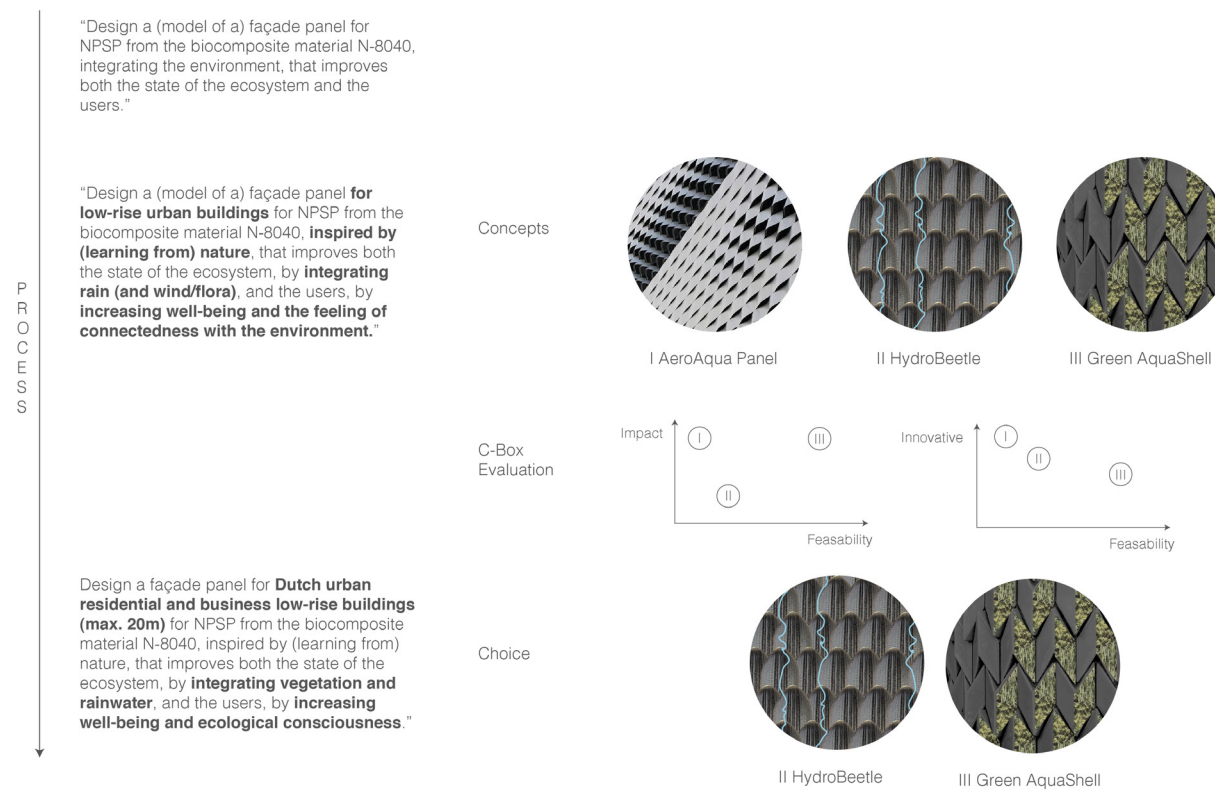 “Design a (model of a) façade panel for
NPSP from the biocomposite material N-8040,
integrating the environment, that improves
both the state of the ecosystem and the
users.”
“Design a (model of a) façade panel for
low-rise urban buildings for NPSP from the
biocomposite material N-8040, inspired by
(learning from) nature, that improves both
the state of the ecosystem, by integrating
rain (and wind/flora), and the users, by
increasing well-being and the feeling of
connectedness with the environment.”
Concepts
I AeroAqua Panel
II HydroBeetle
III Green AquaShell
P
R
O
C
E
S
S
C-Box
Evaluation
Impact
I
III
II
Feasability
Innovative
I
II
III
Feasability
Design a façade panel for Dutch urban
residential and business low-rise buildings
(max. 20m) for NPSP from the biocomposite
material N-8040, inspired by (learning from)
nature, that improves both the state of the
ecosystem, by integrating vegetation and
rainwater, and the users, by increasing
well-being and ecological consciousness.”
Choice
II HydroBeetle
III Green AquaShell